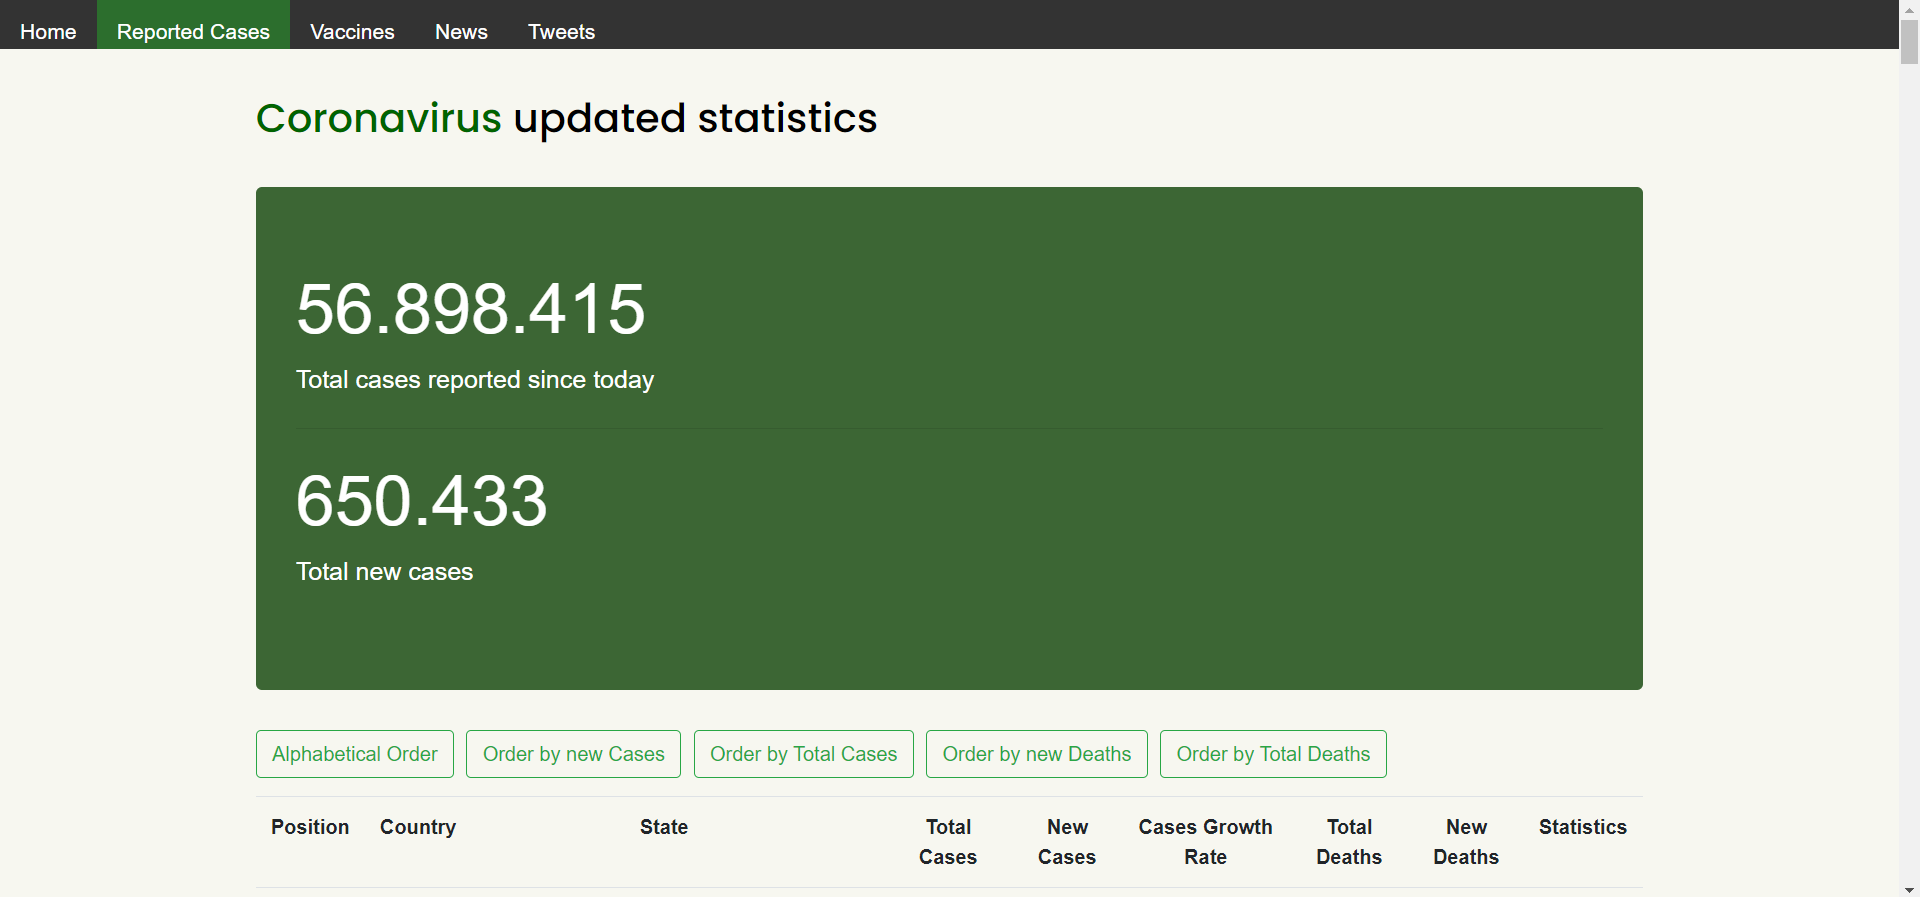 Home Reported Cases Vaccines News Tweets
Coronavirus updated statistics
56.898.415
Total cases reported since today
650.433
Total new cases
Alphabetical Order Order by new Cases Order by Total Cases Order by new Deaths Order by Total Deaths
Position Country State Total Cases New Cases Cases Growth Rate Total Deaths New Deaths Statistics